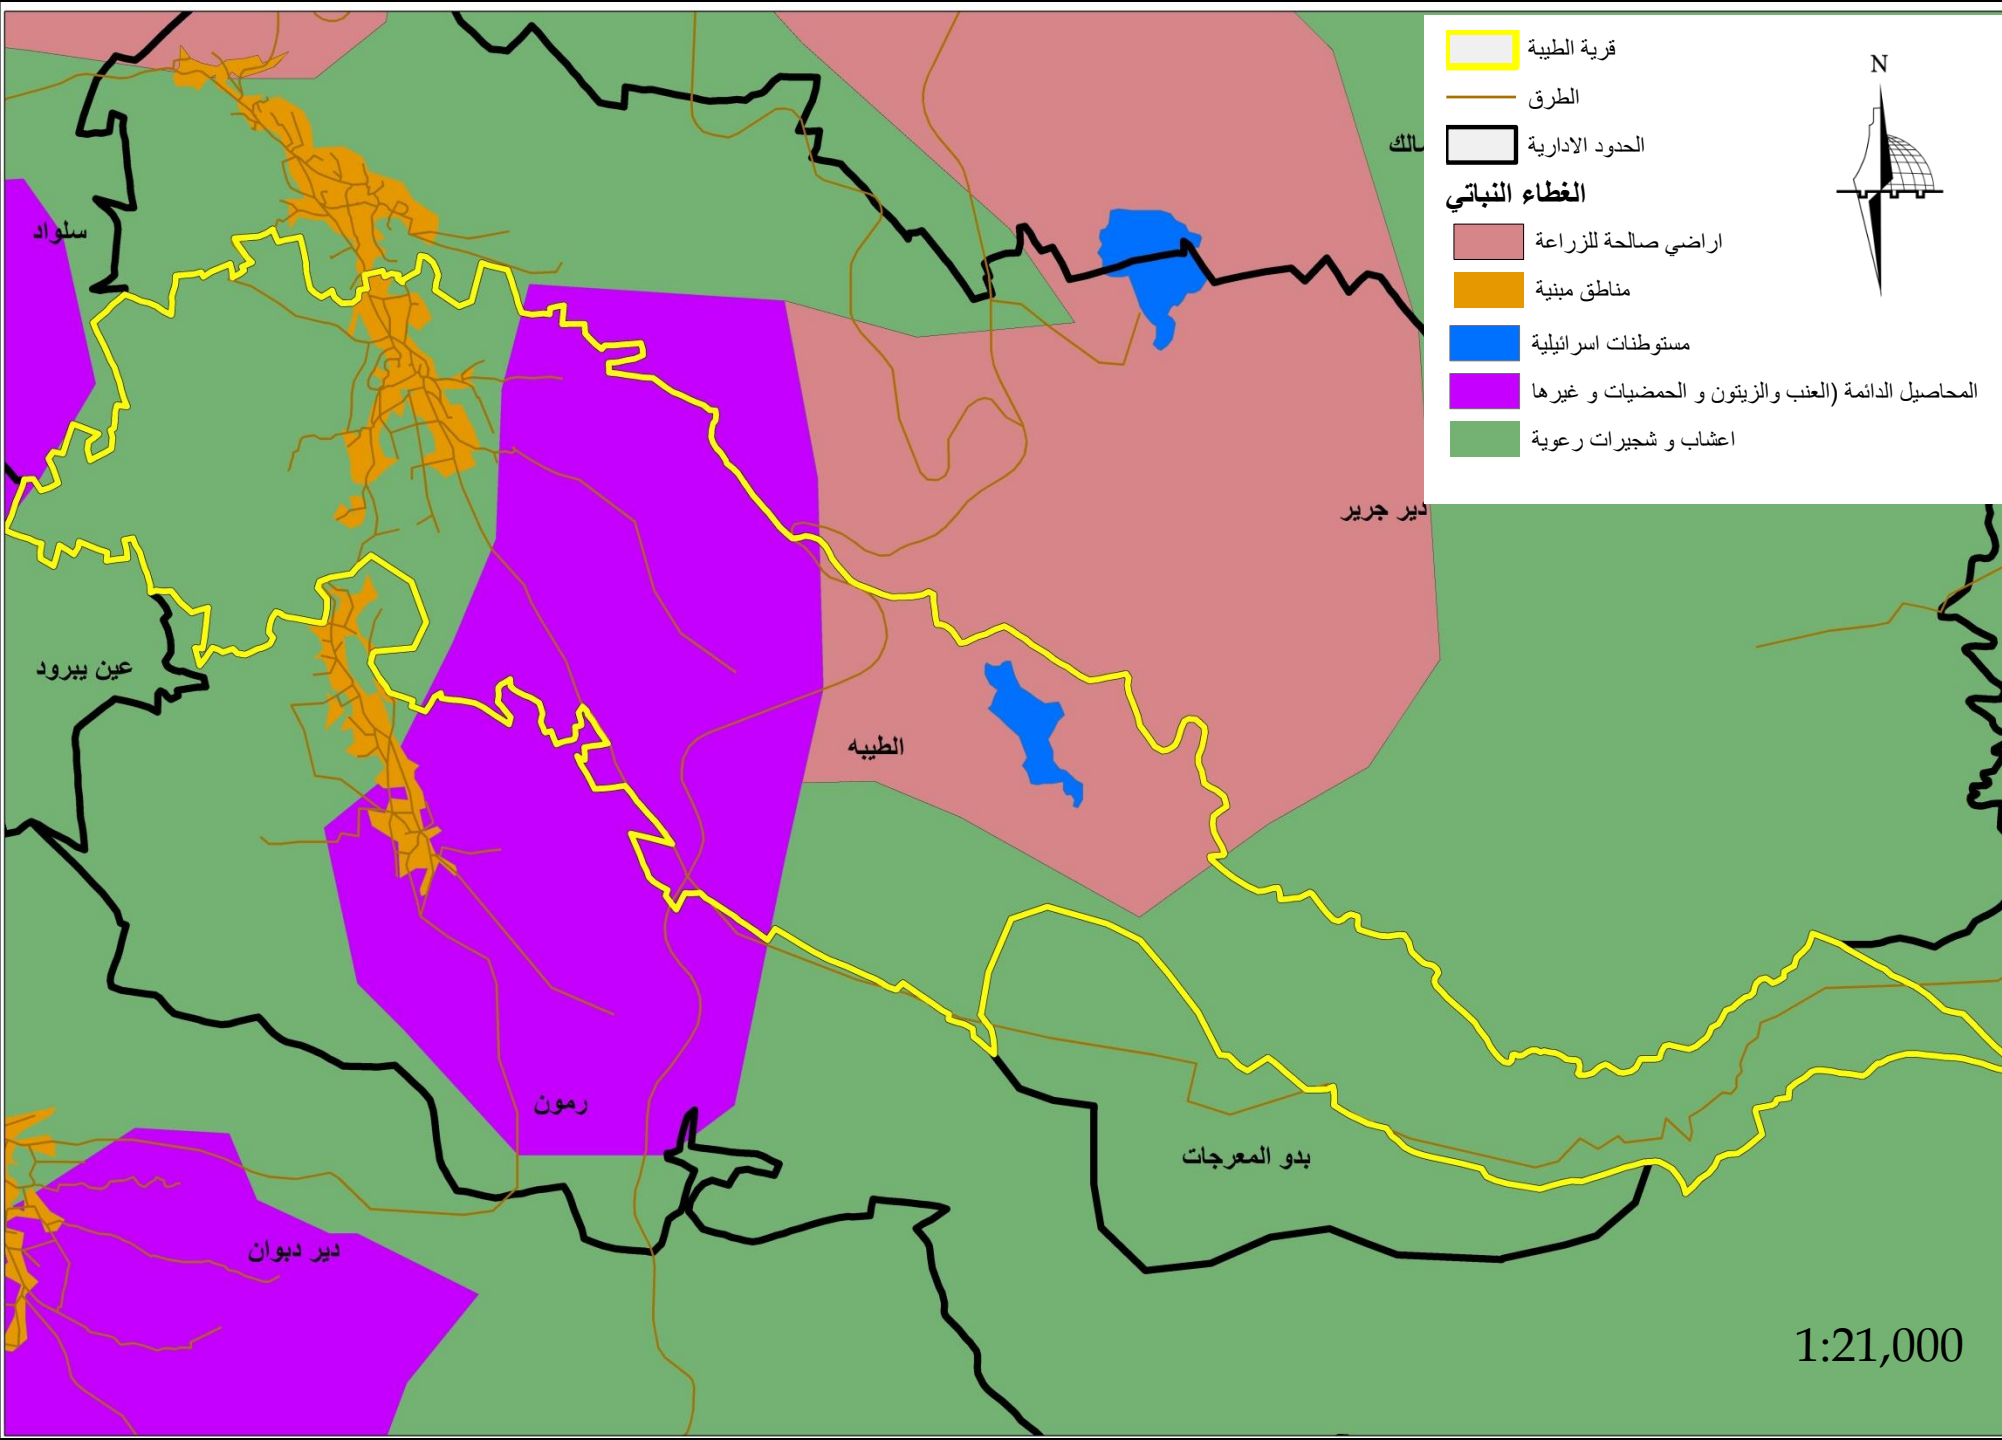 قرية الطيبة
الطرق
الحدود الادارية
الغطاء النباتي
اراضي صالحة للزراعة
مناطق مبنية
مستوطنات اسرائيلية
المحاصيل الدائمة (العنب والزيتون و الحمضيات و غيرها
اعشاب و شجيرات رعوية
N
سلواد
دير جرير
عين يبرود
الطيبه
رمون
بدو المعرجات
دير دبوان
1:21,000